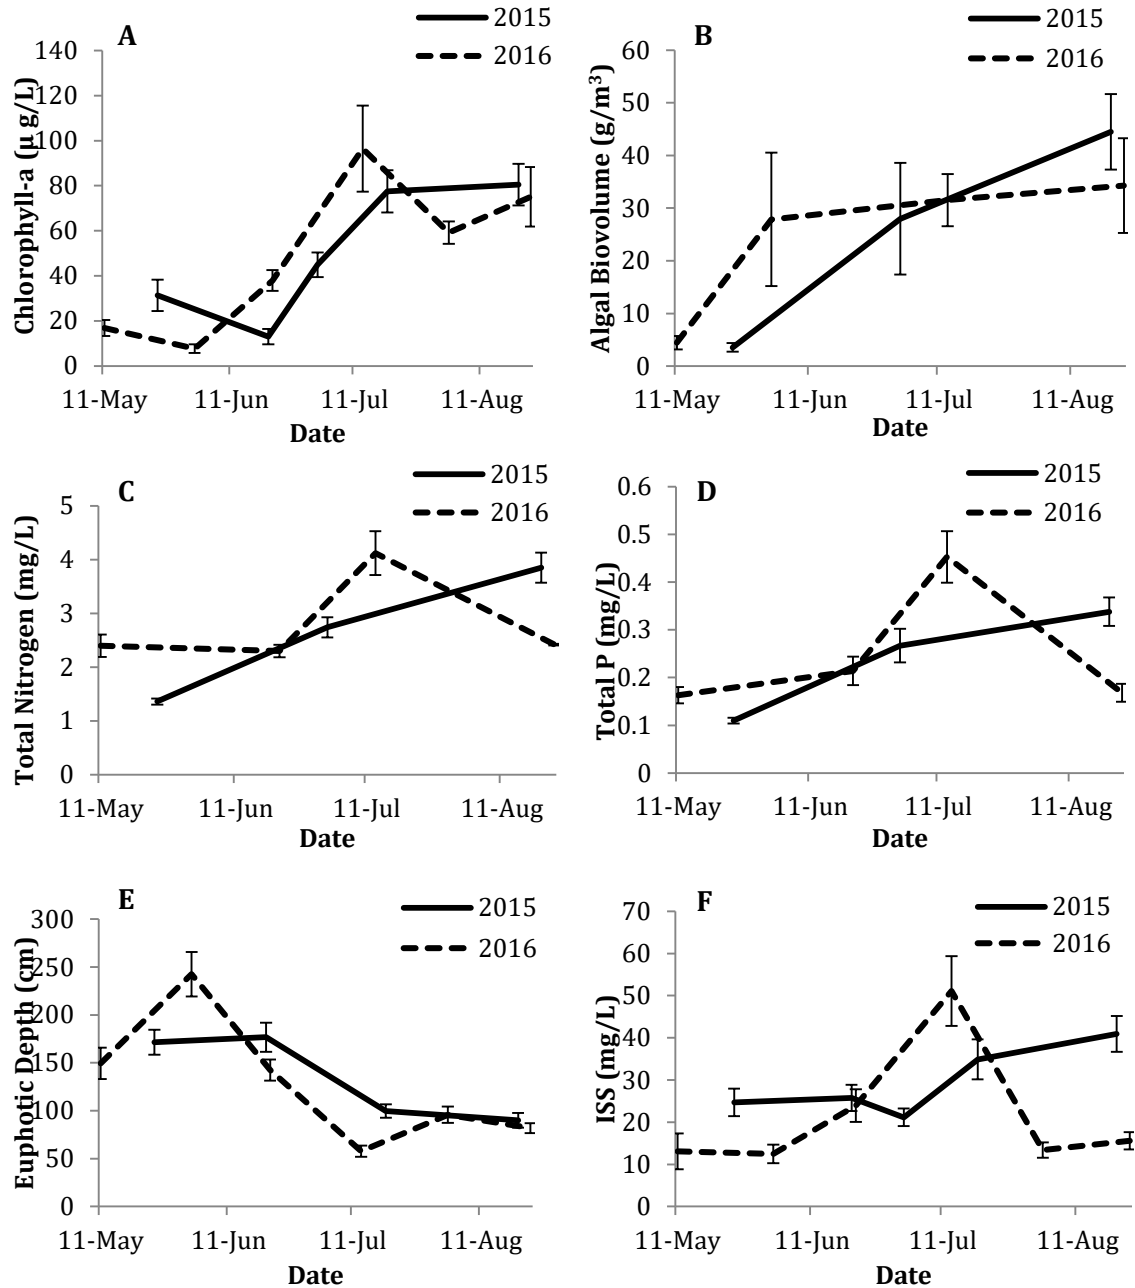 A
2015
2016
140
120
100
80
60
40
20
0
Chlorophyll-a (µ g/L)
11-May 11-Jun 11-Jul 11-Aug
Date
B
2015
2016
60
50
40
30
20
10
0
Algal Biovolume (g/m³)
11-May 11-Jun 11-Jul 11-Aug
Date
C
2015
2016
5
4
3
2
1
0
Total Nitrogen (mg/L)
11-May 11-Jun 11-Jul 11-Aug
Date
D
2015
2016
0.6
0.5
0.4
0.3
0.2
0.1
0
Total P (mg/L)
11-May 11-Jun 11-Jul 11-Aug
Date
E
2015
2016
300
250
200
150
100
50
0
Euphotic Depth (cm)
11-May 11-Jun 11-Jul 11-Aug
Date
F
2015
2016
70
60
50
40
30
20
10
0
ISS (mg/L)
11-May 11-Jun 11-Jul 11-Aug
Date